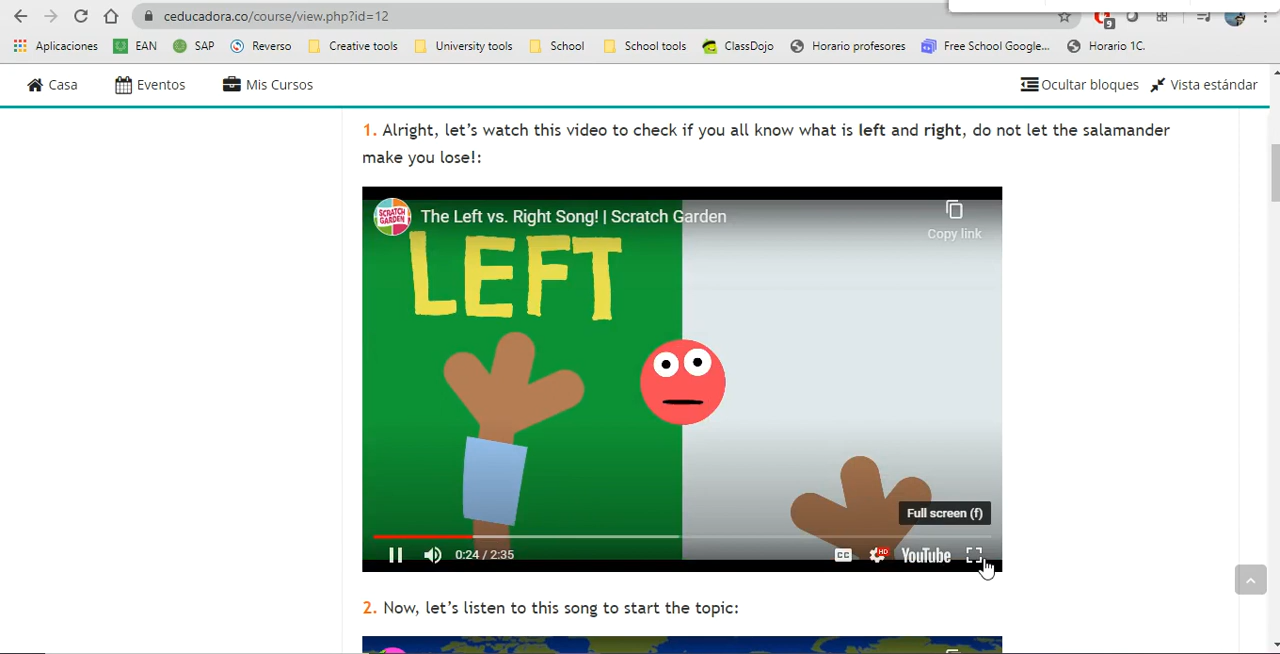 ceducadora.co/course/view.php?id=12
9
Aplicaciones EAN SAP Reverso Creative tools University tools School School tools ClassDojo Horario profesores Free School Google... Horario 1C.
Casa Eventos Mis Cursos Ocultar bloques Vista estándar
1. Alright, let's watch this video to check if you all know what is left and right, do not let the salamander
make you lose!:
SCRATCH
GARDEN
The Left vs. Right Song! | Scratch Garden
Copy link
LEFT
Full screen (f)
0:24 / 2:35 CC HD YouTube
2. Now, let's listen to this song to start the topic: